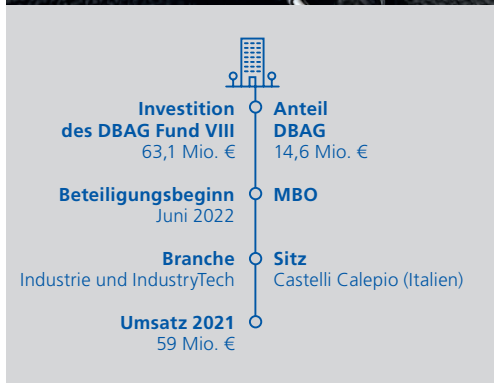 Investition
des DBAG Fund VIII
63,1 Mio. €
Anteil
DBAG
14,6 Mio. €
Beteiligungsbeginn
Juni 2022
MBO
Branche
Industrie und IndustryTech
Sitz
Castelli Calepio (Italien)
Umsatz 2021
59 Mio. €